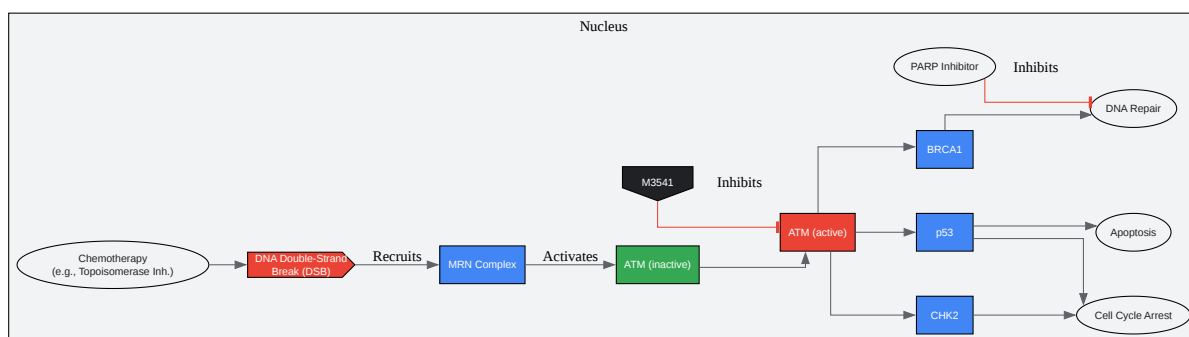 Nucleus
PARP Inhibitor
Inhibits
DNA Repair
BRCA1
M3541
Inhibits
ATM (active)
p53
Apoptosis
Chemotherapy
(e.g., Topoisomerase Inh.)
DNA Double-Strand
Break (DSB)
Recruits
MRN Complex
Activates
ATM (inactive)
CHK2
Cell Cycle Arrest